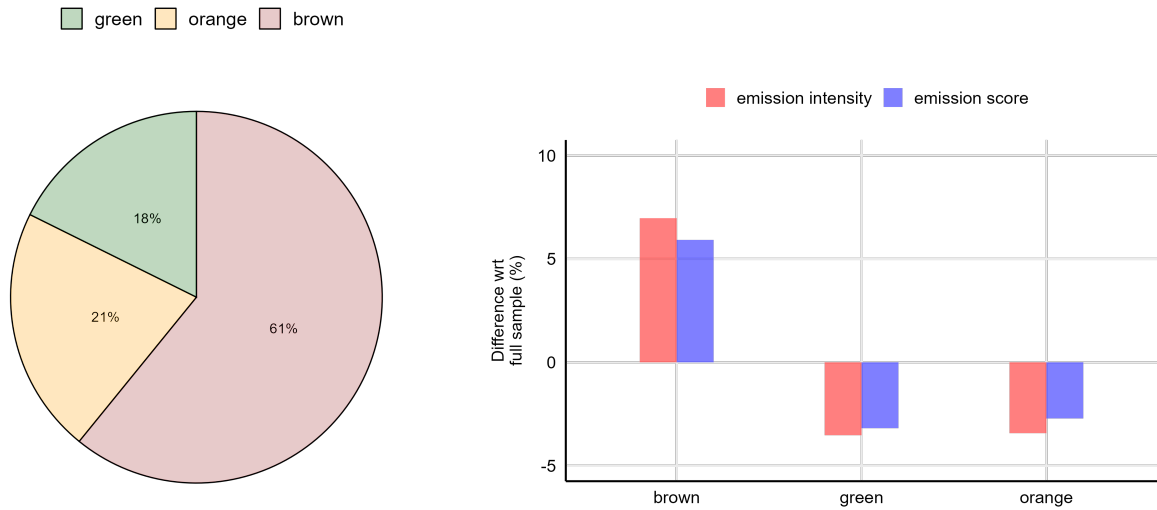 green orange brown
18%
21%
61%
emission intensity emission score
Difference wrt
full sample (%)
10
5
0
-5
brown green orange